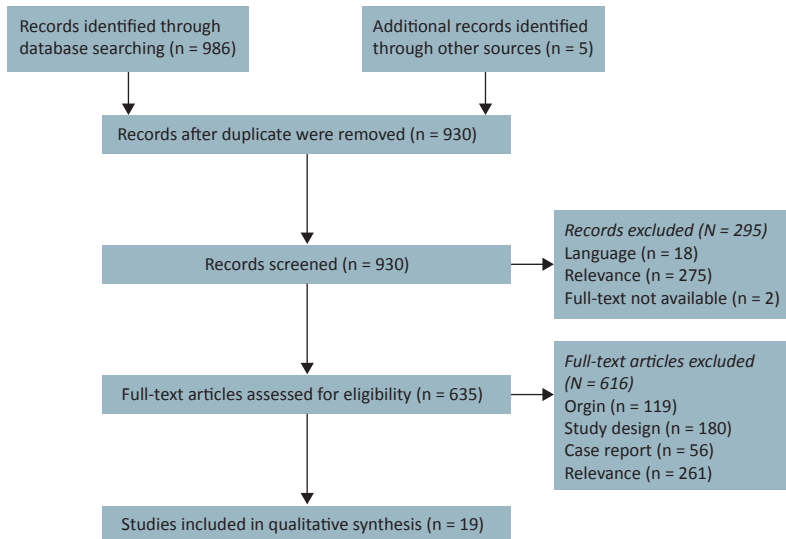 Records identified through
database searching (n = 986)
Additional records identified
through other sources (n = 5)
Records after duplicate were removed (n = 930)
Records screened (n = 930)
Records excluded (N = 295)
Language (n = 18)
Relevance (n = 275)
Full-text not available (n = 2)
Full-text articles assessed for eligibility (n = 635)
Full-text articles excluded
(N = 616)
Orgin (n = 119)
Study design (n = 180)
Case report (n = 56)
Relevance (n = 261)
Studies included in qualitative synthesis (n = 19)